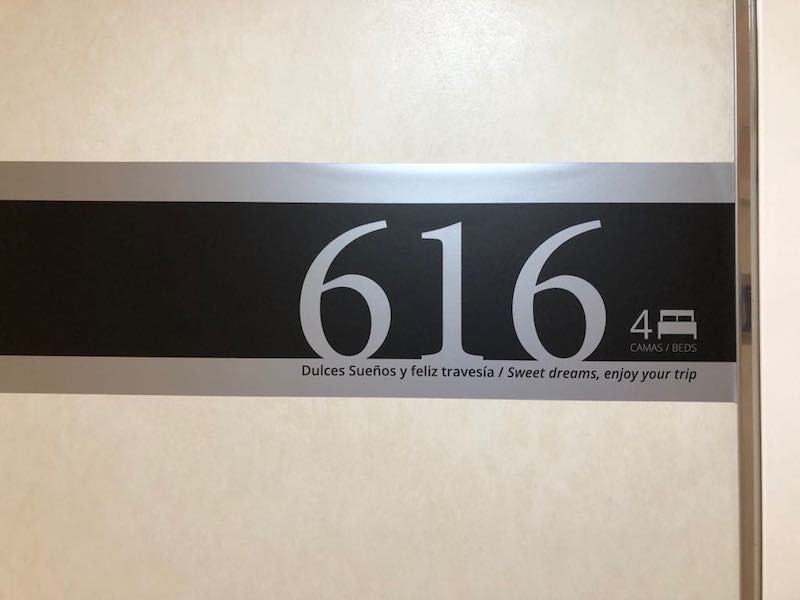 616
4
CAMAS / BEDS
Dulces Sueños y feliz travesía / Sweet dreams, enjoy your trip